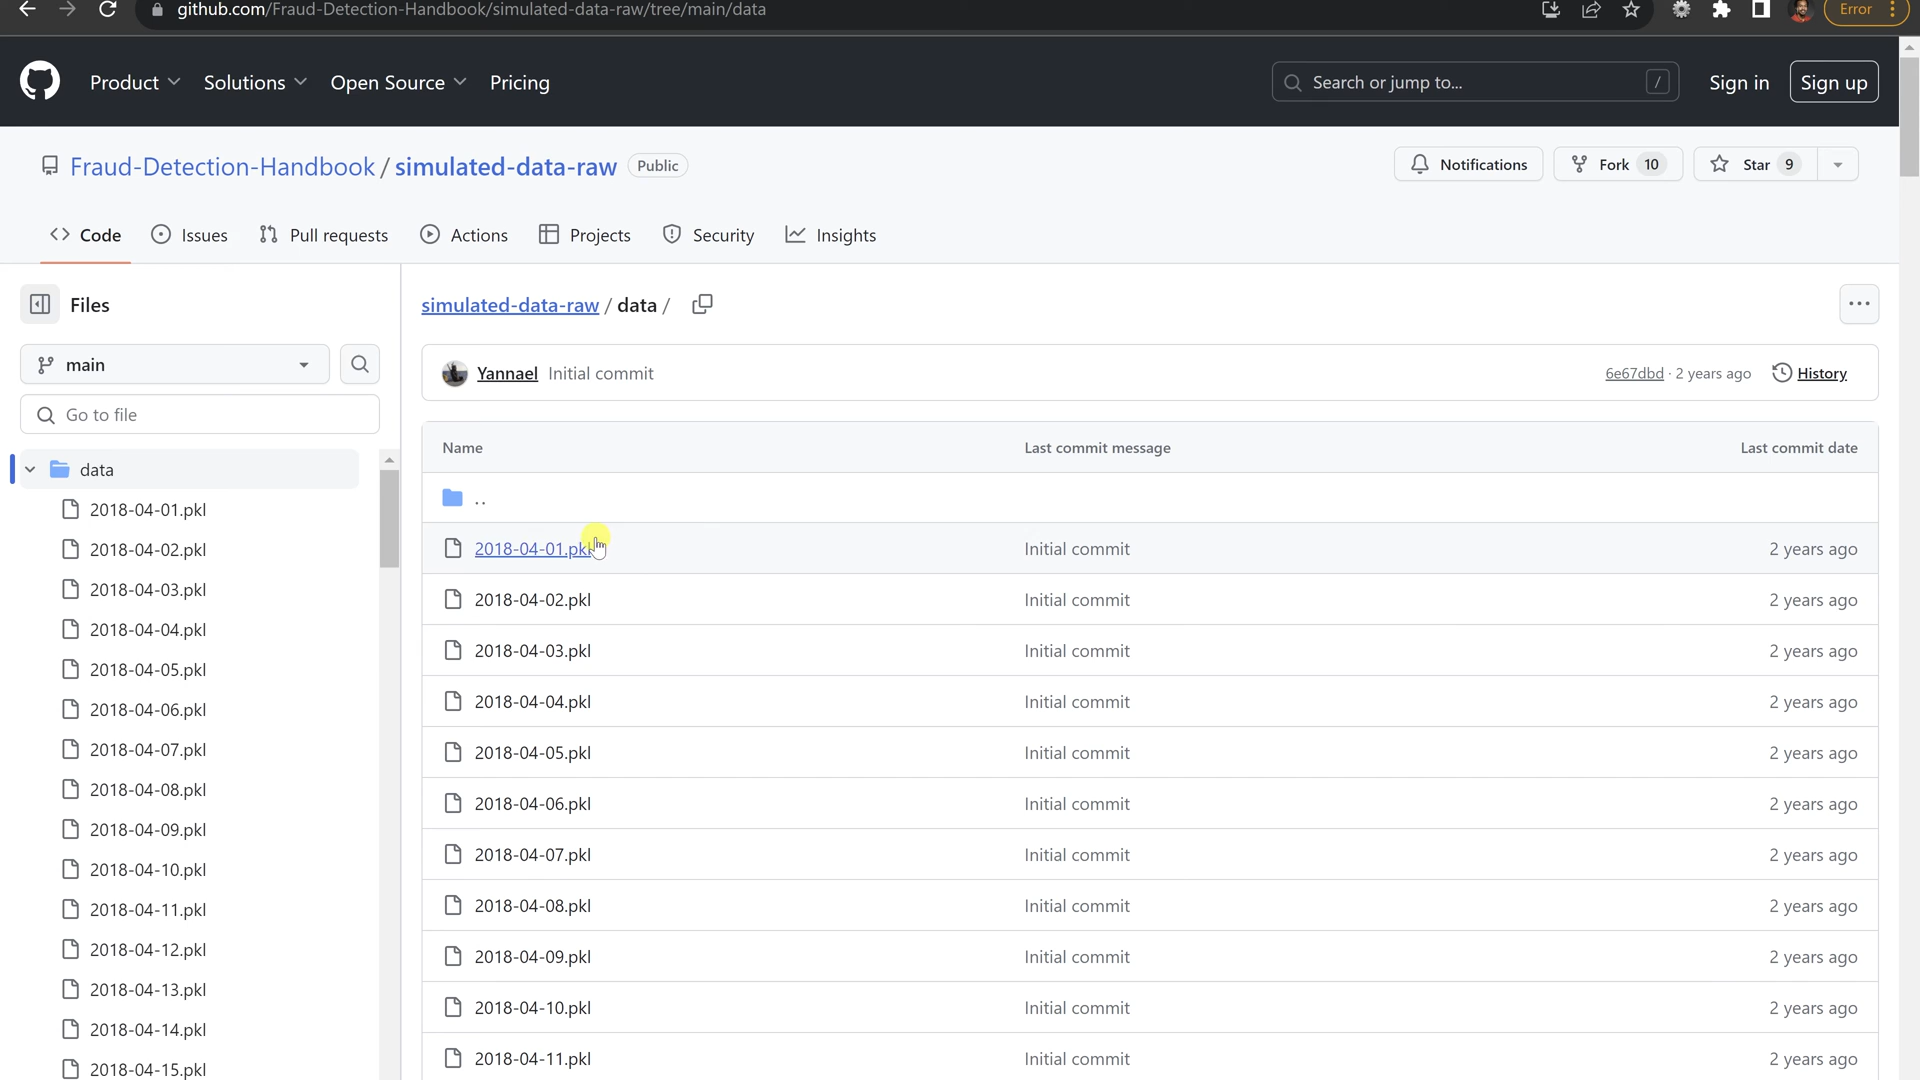 github.com/Fraud-Detection-Handbook/simulated-data-raw/tree/main/data
Error
Product Solutions Open Source Pricing
Search or jump to... /
Sign in Sign up
Fraud-Detection-Handbook / simulated-data-raw Public
Notifications Fork 10 Star 9
Code Issues Pull requests Actions Projects Security Insights
Files
main
Go to file
data
2018-04-01.pkl
2018-04-02.pkl
2018-04-03.pkl
2018-04-04.pkl
2018-04-05.pkl
2018-04-06.pkl
2018-04-07.pkl
2018-04-08.pkl
2018-04-09.pkl
2018-04-10.pkl
2018-04-11.pkl
2018-04-12.pkl
2018-04-13.pkl
2018-04-14.pkl
2018-04-15.pkl
simulated-data-raw / data /
Yannael Initial commit 6e67dbd · 2 years ago History
Name Last commit message Last commit date
..
2018-04-01.pkl Initial commit 2 years ago
2018-04-02.pkl Initial commit 2 years ago
2018-04-03.pkl Initial commit 2 years ago
2018-04-04.pkl Initial commit 2 years ago
2018-04-05.pkl Initial commit 2 years ago
2018-04-06.pkl Initial commit 2 years ago
2018-04-07.pkl Initial commit 2 years ago
2018-04-08.pkl Initial commit 2 years ago
2018-04-09.pkl Initial commit 2 years ago
2018-04-10.pkl Initial commit 2 years ago
2018-04-11.pkl Initial commit 2 years ago